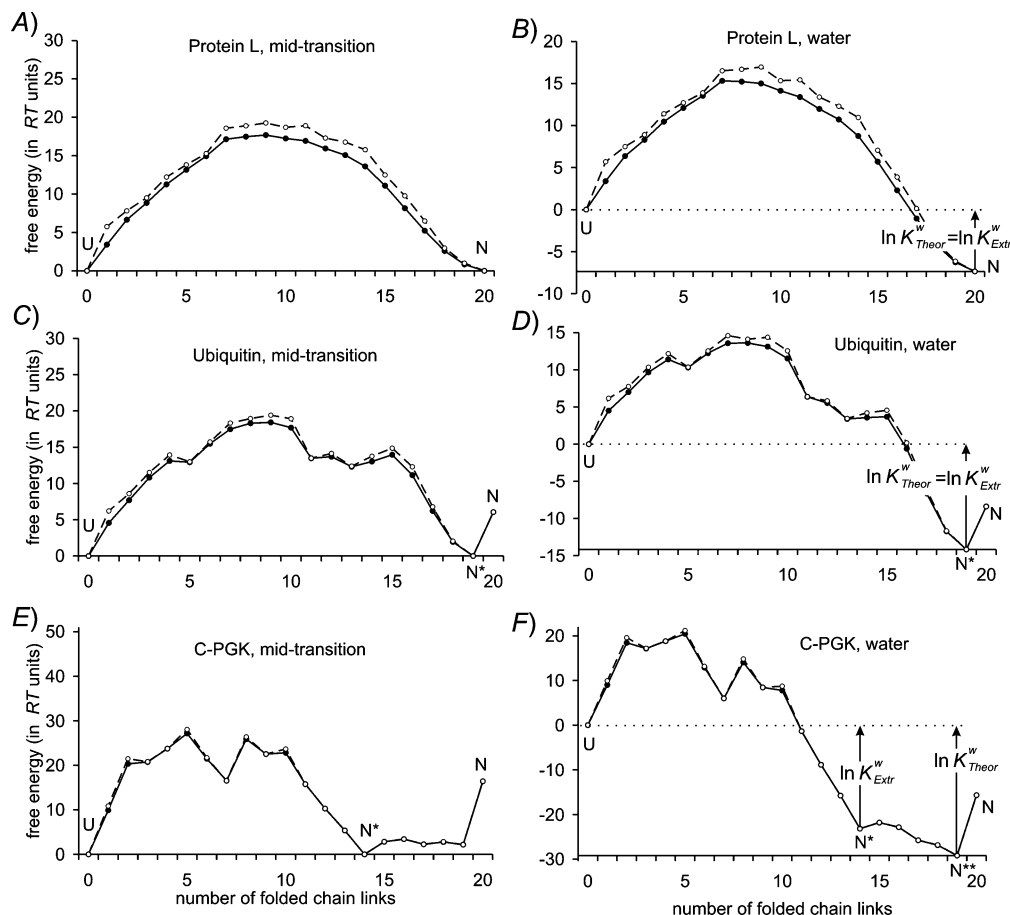 A)
Protein L, mid-transition
free energy (in RT units)
30
25
20
15
10
5
0
U
N
0 5 10 15 20
B)
Protein L, water
20
15
10
5
0
-5
-10
U
ln K^w_Theor = ln K^w_Extr
N
0 5 10 15 20
C)
Ubiquitin, mid-transition
free energy (in RT units)
30
25
20
15
10
5
0
U
N
N*
0 5 10 15 20
D)
Ubiquitin, water
15
10
5
0
-5
-10
-15
U
ln K^w_Theor = ln K^w_Extr
N
N*
0 5 10 15 20
E)
C-PGK, mid-transition
free energy (in RT units)
50
40
30
20
10
0
U
N*
N
0 5 10 15 20
number of folded chain links
F)
C-PGK, water
20
10
0
-10
-20
-30
U
ln K^w_Extr
ln K^w_Theor
N*
N
N**
0 5 10 15 20
number of folded chain links